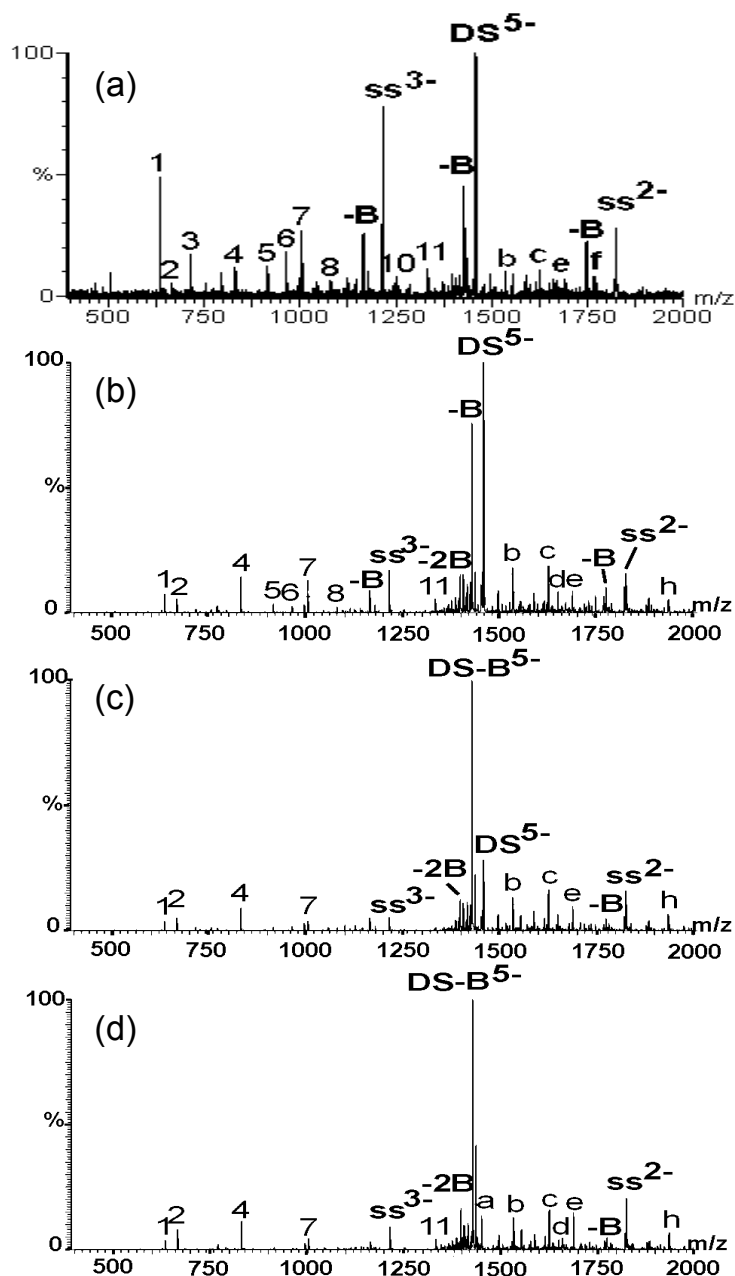 DS5-
100
(a)
ss3-
1
%
-B
-B
7
ss2-
3
6
-B
4
5
11
2
8
10
b
c
e
f
0
500
750
1000
1250
1500
1750
2000
m/z
DS5-
100
(b)
-B
%
ss3-
-2B
b
c
-B
ss2-
1
2
4
5
6
7
8
-B
11
d
e
h
0
500
750
1000
1250
1500
1750
2000
m/z
DS-B5-
100
(c)
%
DS5-
-2B
1
2
4
7
ss3-
b
c
e
-B
ss2-
h
0
500
750
1000
1250
1500
1750
2000
m/z
DS-B5-
100
(d)
%
-2B
ss3-
11
a
b
c
d
e
-B
ss2-
h
1
2
4
7
0
500
750
1000
1250
1500
1750
2000
m/z